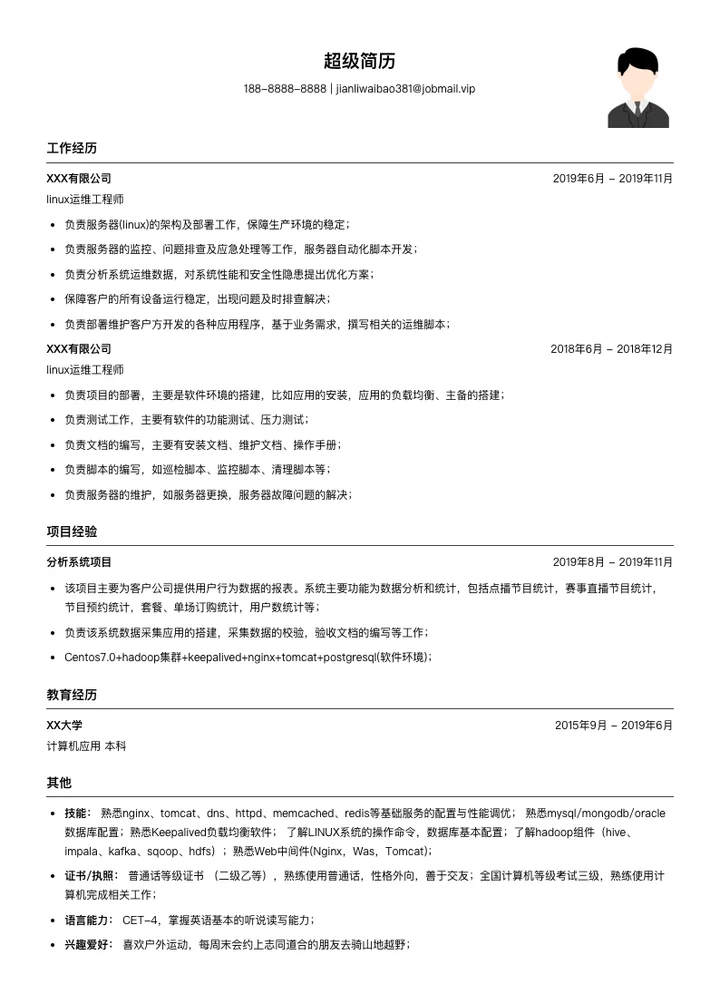 超级简历
188-8888-8888 | jianliwaibao381@jobmail.vip
工作经历
XXX有限公司 2019年6月 – 2019年11月
linux运维工程师
• 负责服务器(linux)的架构及部署工作，保障生产环境的稳定；
• 负责服务器的监控、问题排查及应急处理等工作，服务器自动化脚本开发；
• 负责分析系统运维数据，对系统性能和安全性隐患提出优化方案；
• 保障客户的所有设备运行稳定，出现问题及时排查解决；
• 负责部署维护客户方开发的各种应用程序，基于业务需求，撰写相关的运维脚本；
XXX有限公司 2018年6月 – 2018年12月
linux运维工程师
• 负责项目的部署，主要是软件环境的搭建，比如应用的安装，应用的负载均衡、主备的搭建；
• 负责测试工作，主要有软件的功能测试、压力测试；
• 负责文档的编写，主要有安装文档、维护文档、操作手册；
• 负责脚本的编写，如巡检脚本、监控脚本、清理脚本等；
• 负责服务器的维护，如服务器更换，服务器故障问题的解决；
项目经验
分析系统项目 2019年8月 – 2019年11月
• 该项目主要为客户公司提供用户行为数据的报表。系统主要功能为数据分析和统计，包括点播节目统计，赛事直播节目统计，
节目预约统计，套餐、单场订购统计，用户数统计等；
• 负责该系统数据采集应用的搭建，采集数据的校验，验收文档的编写等工作；
• Centos7.0+hadoop集群+keepalived+nginx+tomcat+postgresql(软件环境)；
教育经历
XX大学 2015年9月 – 2019年6月
计算机应用 本科
其他
• 技能： 熟悉nginx、tomcat、dns、httpd、memcached、redis等基础服务的配置与性能调优； 熟悉mysql/mongodb/oracle
数据库配置；熟悉Keepalived负载均衡软件； 了解LINUX系统的操作命令，数据库基本配置；了解hadoop组件（hive、
impala、kafka、sqoop、hdfs）；熟悉Web中间件(Nginx，Was，Tomcat)；
• 证书/执照： 普通话等级证书 （二级乙等），熟练使用普通话，性格外向，善于交友；全国计算机等级考试三级，熟练使用计
算机完成相关工作；
• 语言能力： CET-4，掌握英语基本的听说读写能力；
• 兴趣爱好： 喜欢户外运动，每周末会约上志同道合的朋友去骑山地越野；